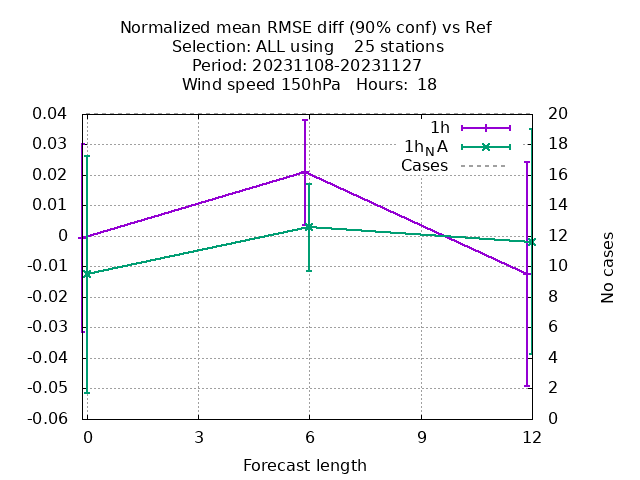 Normalized mean RMSE diff (90% conf) vs Ref
Selection: ALL using    25 stations
Period: 20231108-20231127
Wind speed 150hPa   Hours:  18
0.04
0.03
0.02
0.01
0
-0.01
-0.02
-0.03
-0.04
-0.05
-0.06
1h
1h_NA
Cases
20
18
16
14
12
10
8
6
4
2
0
No cases
0 3 6 9 12
Forecast length